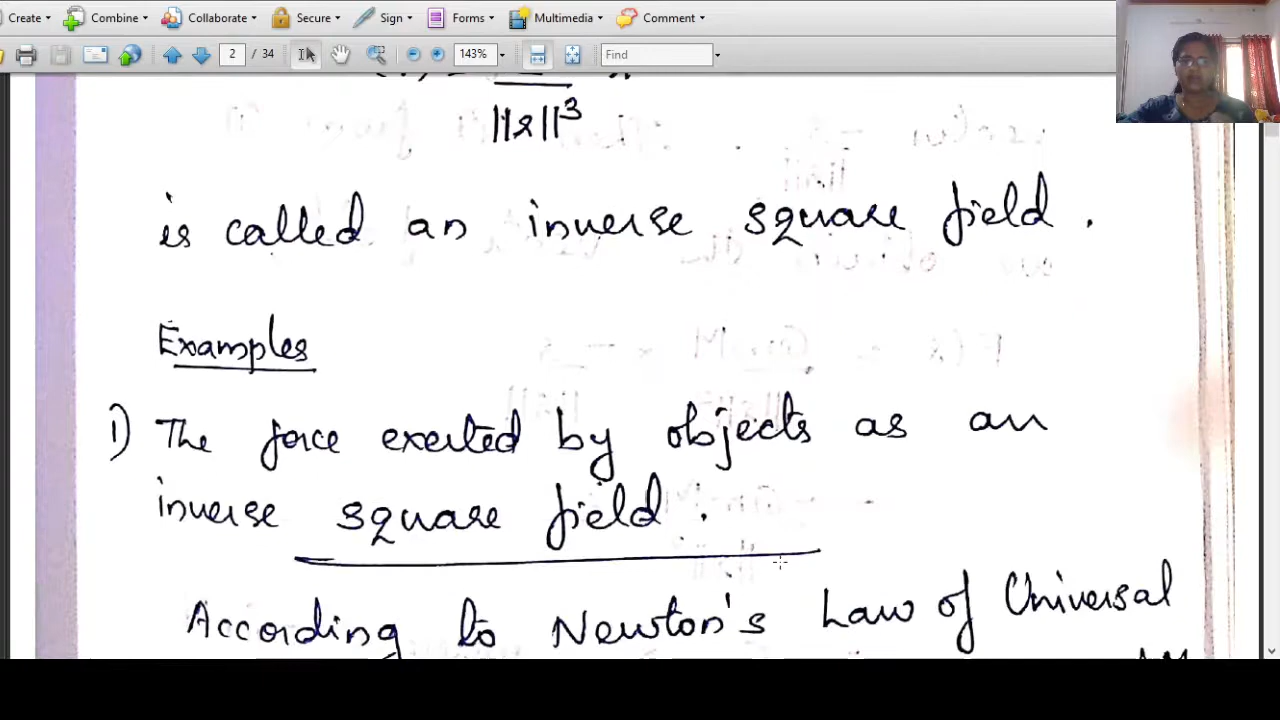 Create Combine Collaborate Secure Sign Forms Multimedia Comment
2 / 34 143% Find
||x||³
is called an inverse square field.
Examples
1) The force exerted by objects as an
inverse square field.
According to Newton's Law of Universal